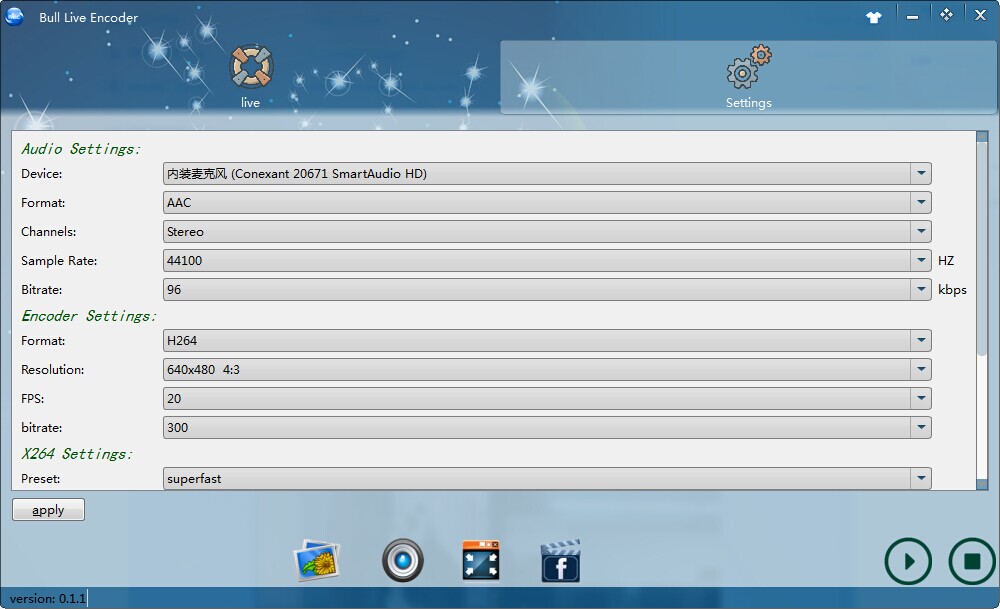 Bull Live Encoder
live
Settings
Audio Settings:
Device: 内装麦克风 (Conexant 20671 SmartAudio HD)
Format: AAC
Channels: Stereo
Sample Rate: 44100 HZ
Bitrate: 96 kbps
Encoder Settings:
Format: H264
Resolution: 640x480 4:3
FPS: 20
bitrate: 300
X264 Settings:
Preset: superfast
apply
f
version: 0.1.1